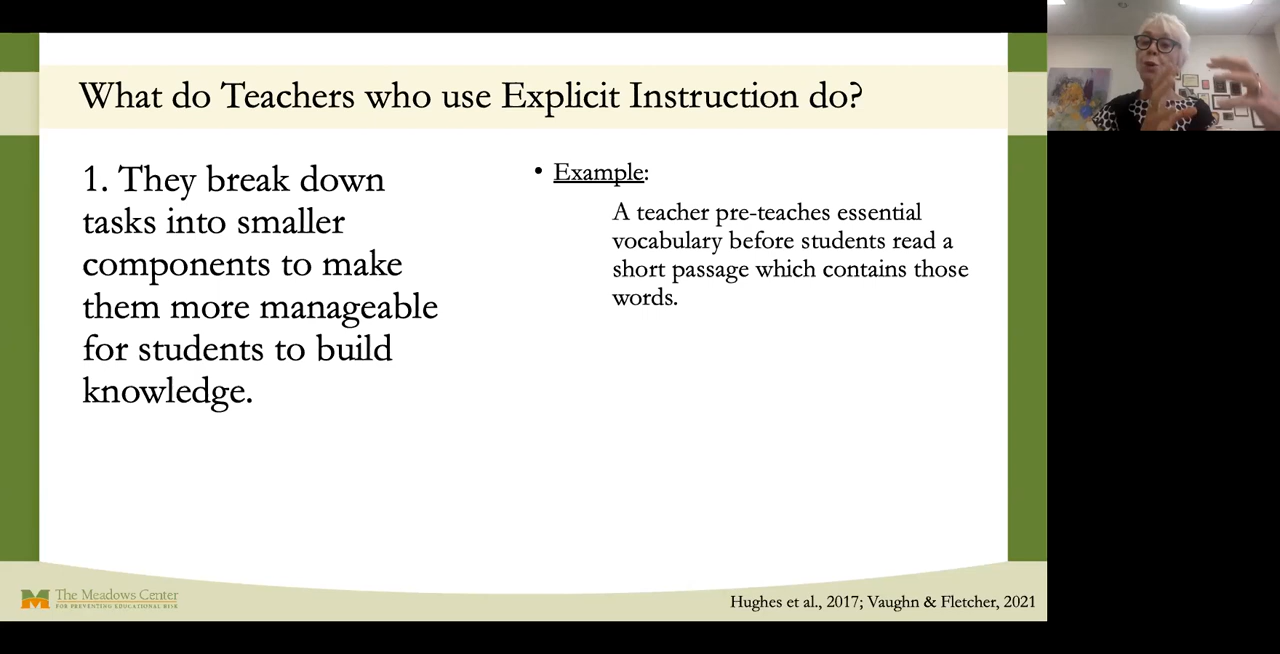 What do Teachers who use Explicit Instruction do?
1. They break down
tasks into smaller
components to make
them more manageable
for students to build
knowledge.
• Example:
A teacher pre-teaches essential
vocabulary before students read a
short passage which contains those
words.
The Meadows Center
FOR PREVENTING EDUCATIONAL RISK
Hughes et al., 2017; Vaughn & Fletcher, 2021